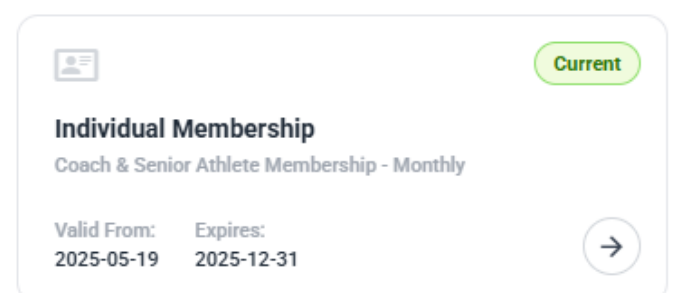 Current
Individual Membership
Coach & Senior Athlete Membership - Monthly
Valid From: Expires:
2025-05-19 2025-12-31